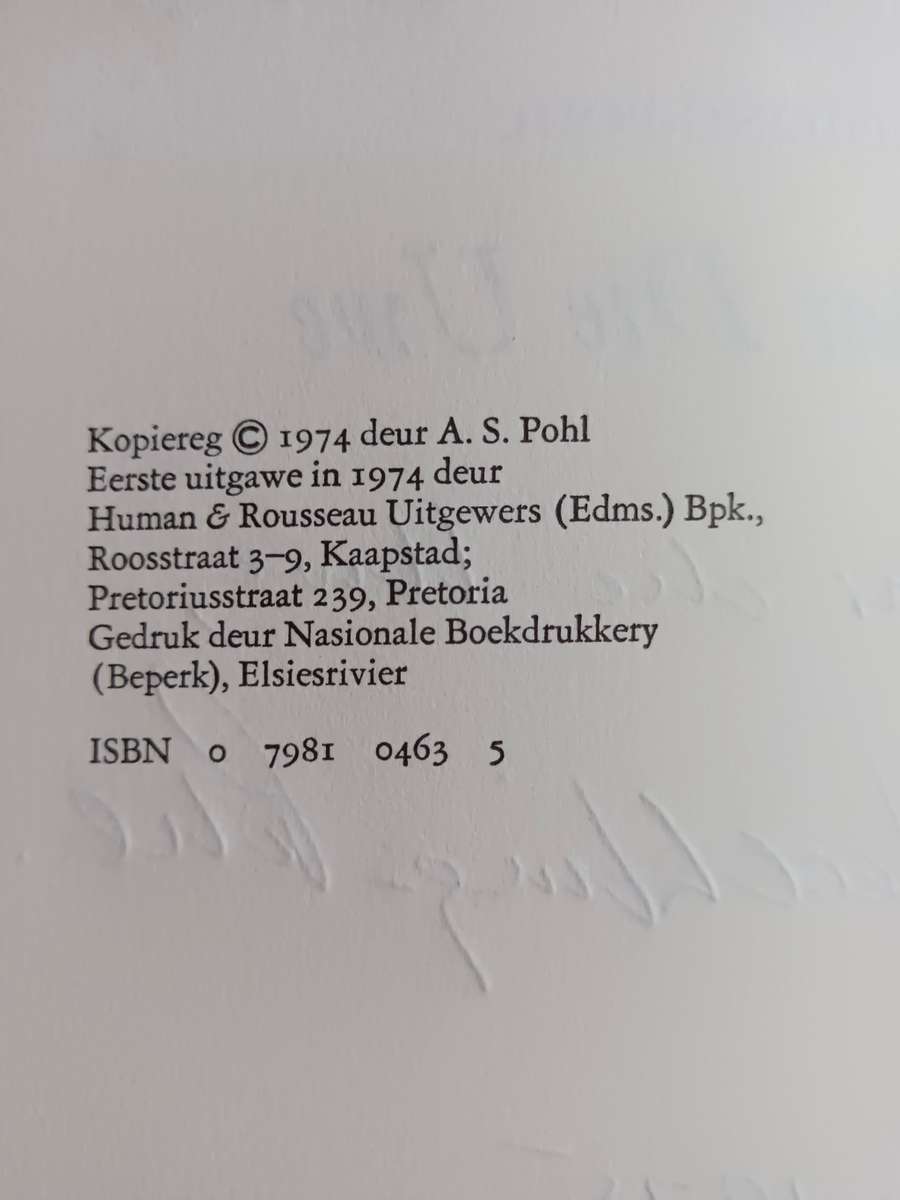 Kopiereg © 1974 deur A. S. Pohl
Eerste uitgawe in 1974 deur
Human & Rousseau Uitgewers (Edms.) Bpk.,
Roosstraat 3–9, Kaapstad;
Pretoriusstraat 239, Pretoria
Gedruk deur Nasionale Boekdrukkery
(Beperk), Elsiesrivier
ISBN 0 7981 0463 5